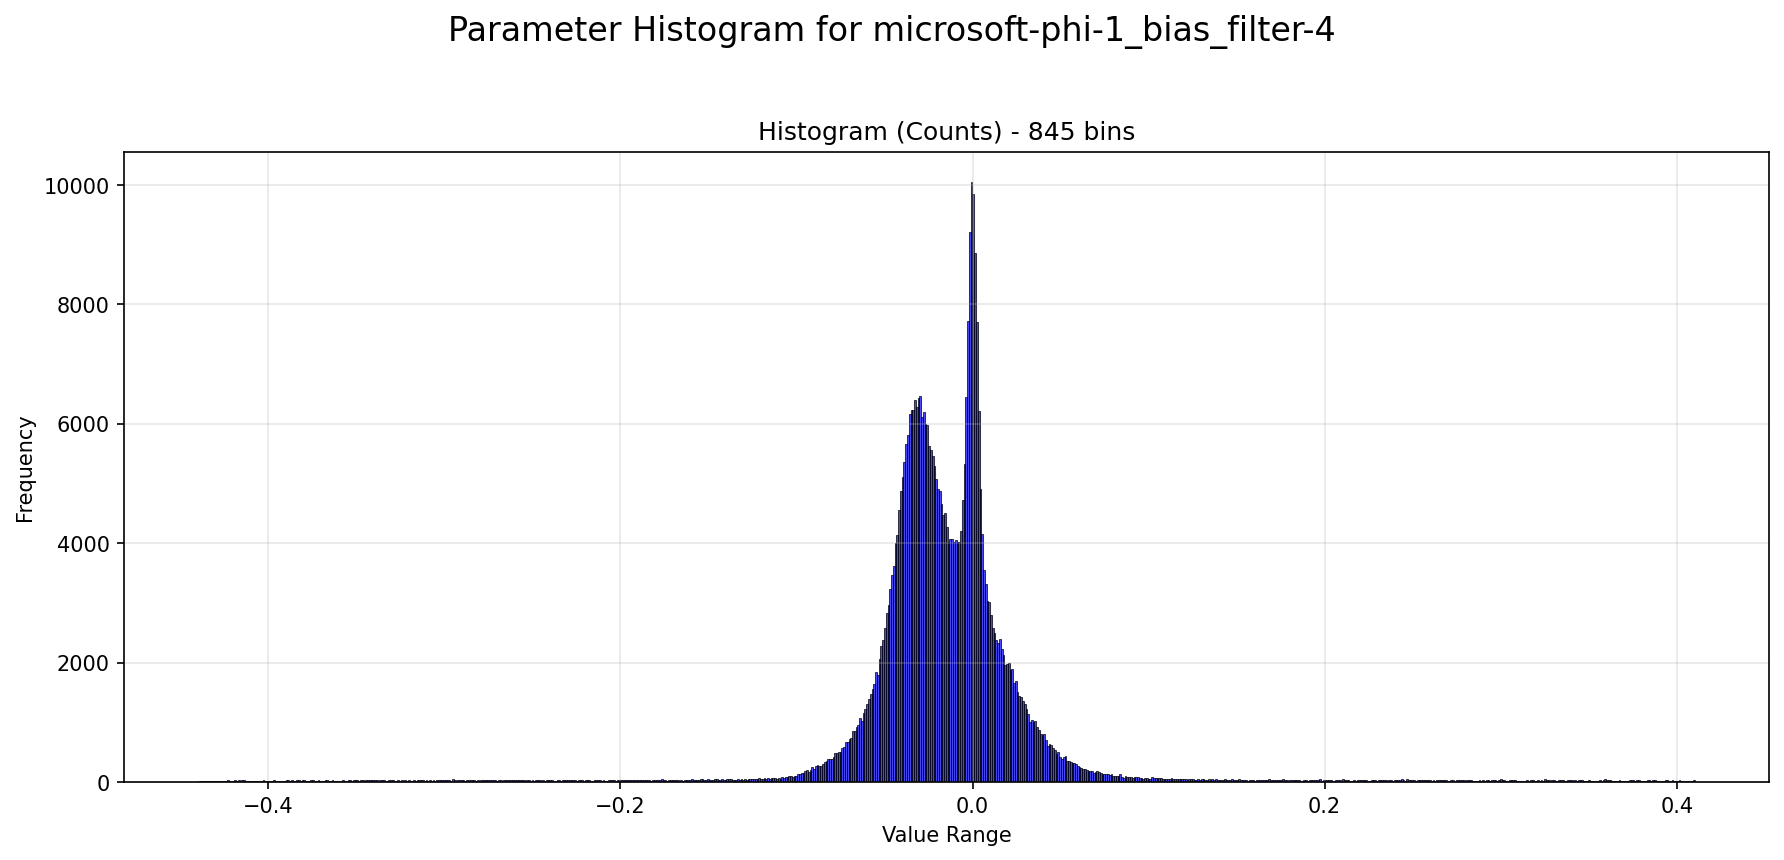 Parameter Histogram for microsoft-phi-1_bias_filter-4
Histogram (Counts) - 845 bins
10000
8000
6000
4000
2000
0
Frequency
−0.4
−0.2
0.0
0.2
0.4
Value Range